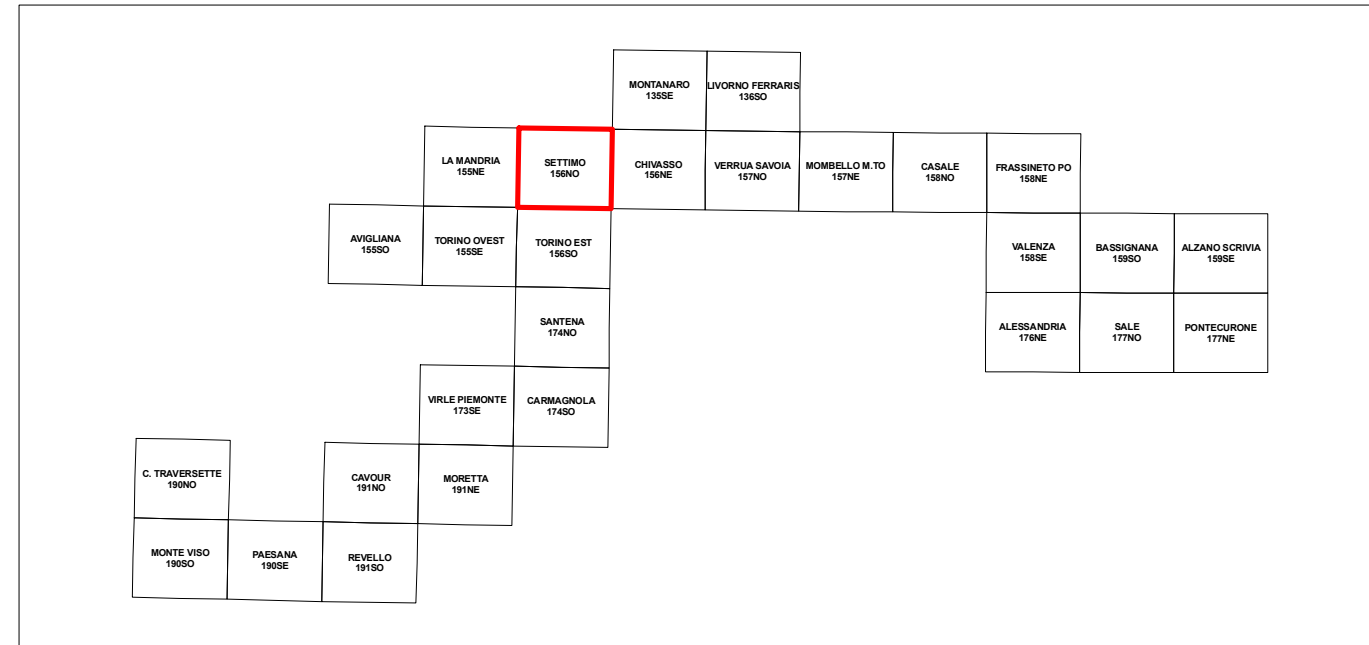 MONTANARO
135SE
LIVORNO FERRARIS
136SO
LA MANDRIA
155NE
SETTIMO
156NO
CHIVASSO
156NE
VERRUA SAVOIA
157NO
MOMBELLO M.TO
157NE
CASALE
158NO
FRASSINETO PO
158NE
AVIGLIANA
155SO
TORINO OVEST
155SE
TORINO EST
156SO
VALENZA
158SE
BASSIGNANA
159SO
ALZANO SCRIVIA
159SE
SANTENA
174NO
ALESSANDRIA
176NE
SALE
177NO
PONTECURONE
177NE
VIRLE PIEMONTE
173SE
CARMAGNOLA
174SO
C. TRAVERSETTE
190NO
CAVOUR
191NO
MORETTA
191NE
MONTE VISO
190SO
PAESANA
190SE
REVELLO
191SO